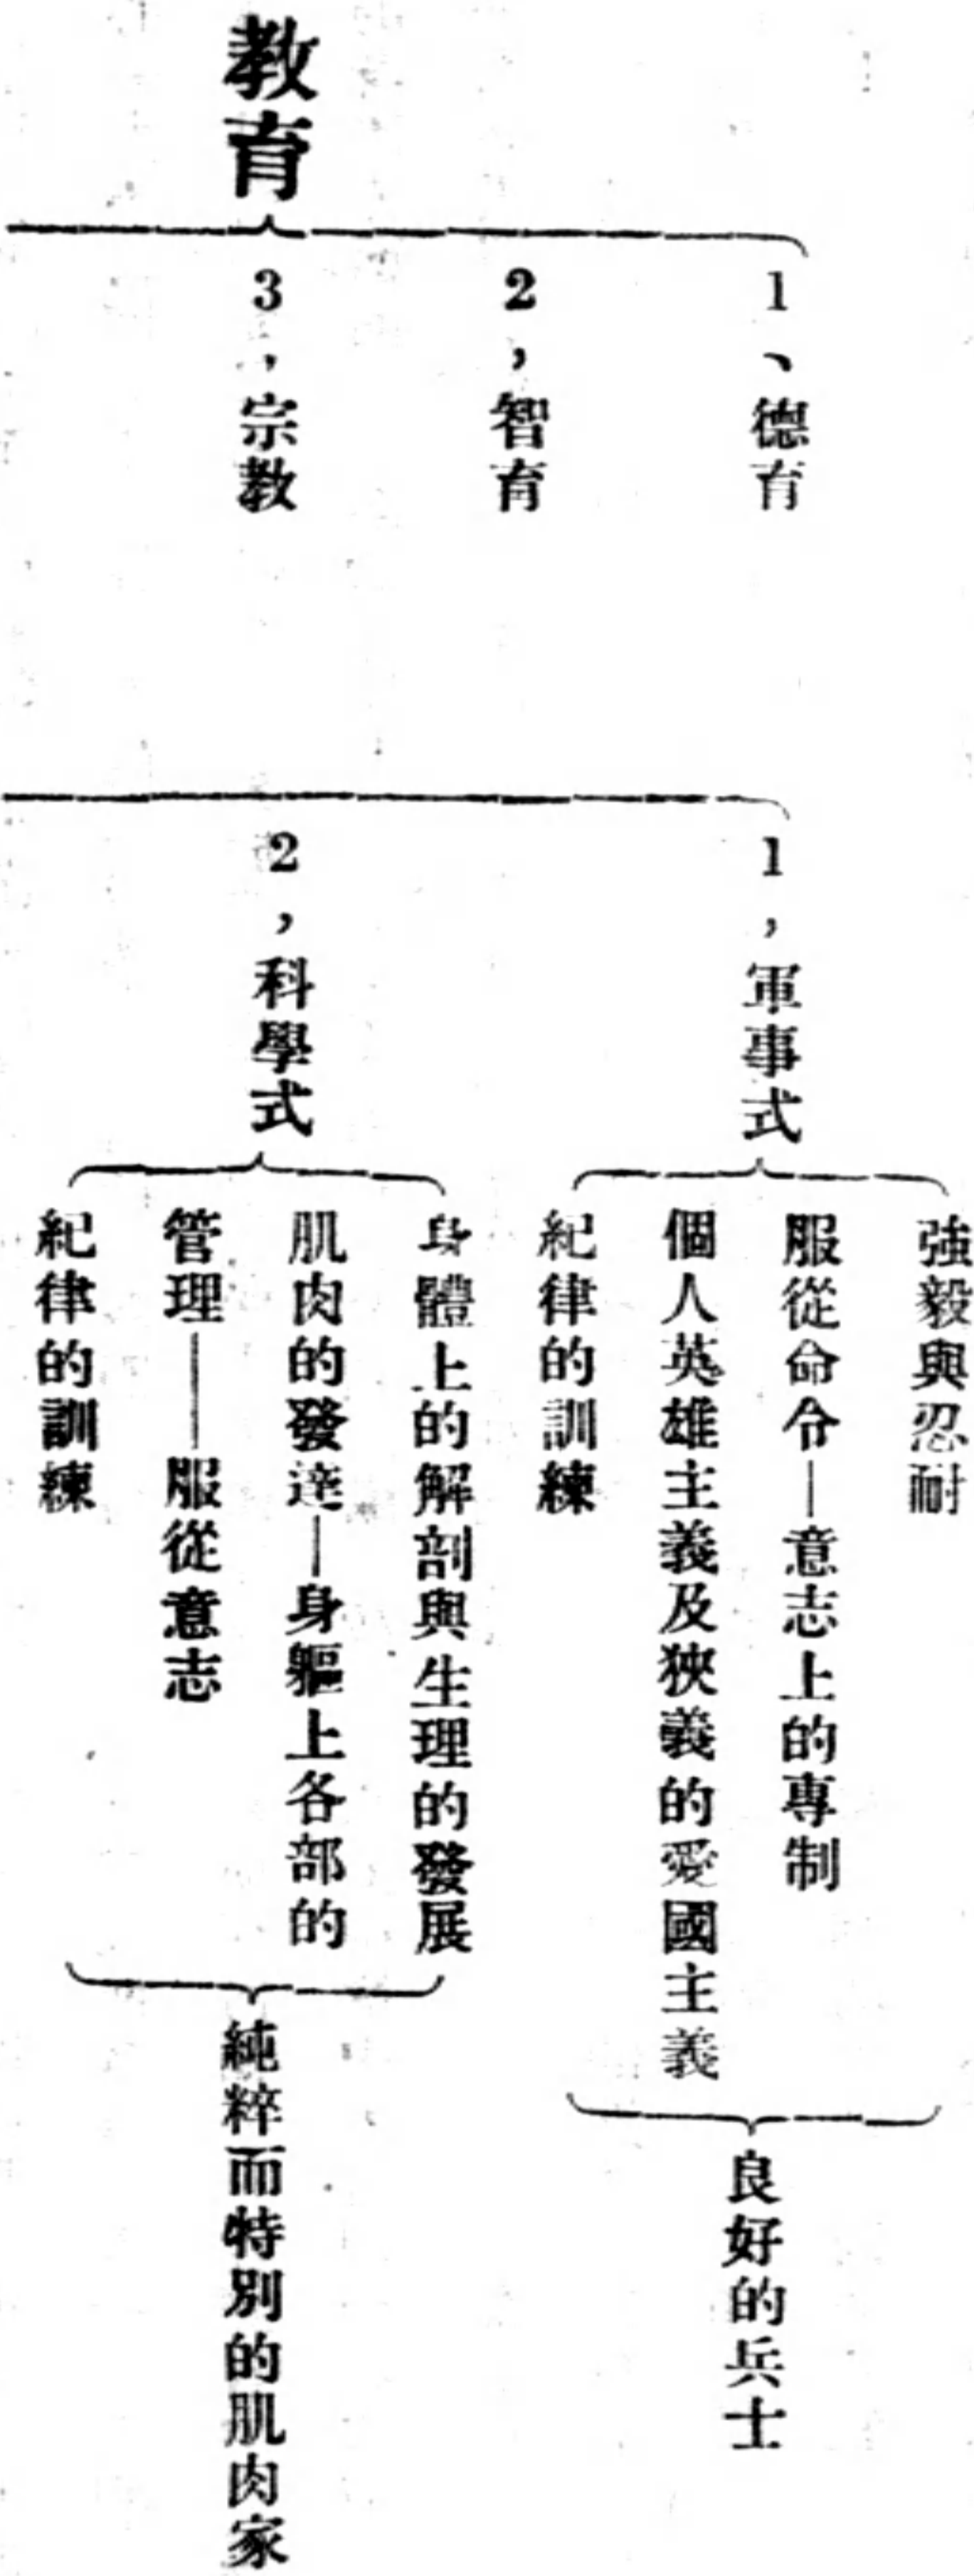 教育
1、德育
2，智育
3，宗教
1，軍事式
強毅與忍耐
服從命令—意志上的專制
個人英雄主義及狹義的愛國主義
紀律的訓練
良好的兵士
2，科學式
身體上的解剖與生理的發展
肌肉的發達—身軀上各部的
管理——服從意志
紀律的訓練
純粹而特別的肌肉家